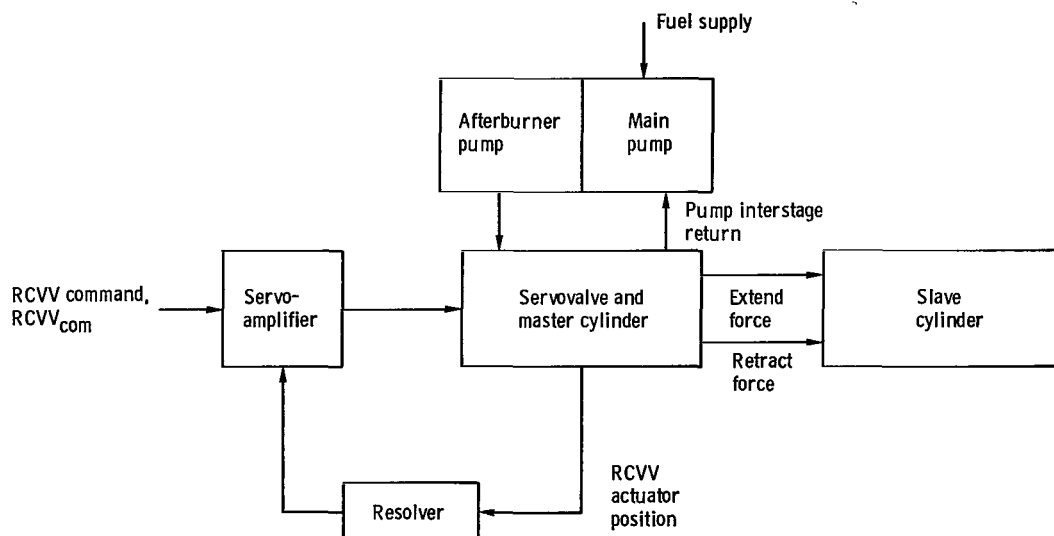 Fuel supply
Afterburner
pump
Main
pump
Pump interstage
return
RCVV command,
RCVV_com
Servo-
amplifier
Servovalve and
master cylinder
Extend
force
Retract
force
Slave
cylinder
RCVV
actuator
position
Resolver